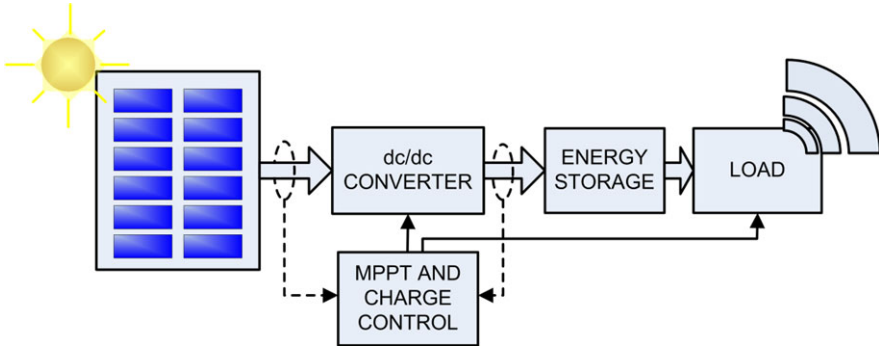 dc/dc
CONVERTER
ENERGY
STORAGE
LOAD
MPPT AND
CHARGE
CONTROL